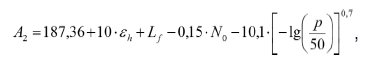 A₂ = 187,36 + 10 · εₕ + L_f – 0,15 · N₀ – 10,1 · [ – lg( p / 50 ) ]^0,7 ,